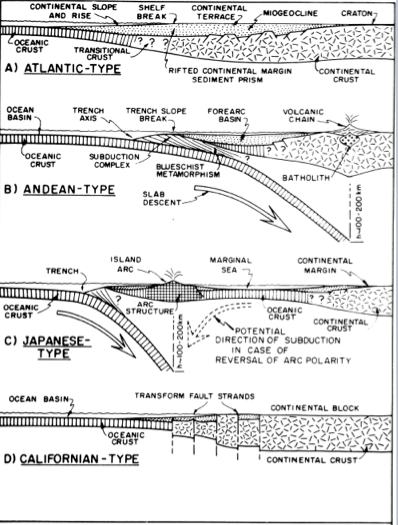 CONTINENTAL SLOPE
AND RISE
SHELF
BREAK
CONTINENTAL
TERRACE
MIOGEOCLINE
CRATON
OCEANIC
CRUST
TRANSITIONAL
CRUST
? ?
RIFTED CONTINENTAL MARGIN
SEDIMENT PRISM
CONTINENTAL
CRUST
A) ATLANTIC-TYPE
OCEAN
BASIN
TRENCH
AXIS
TRENCH SLOPE
BREAK
FOREARC
BASIN
VOLCANIC
CHAIN
OCEANIC
CRUST
SUBDUCTION
COMPLEX
BLUESCHIST
METAMORPHISM
?
BATHOLITH
B) ANDEAN-TYPE
SLAB
DESCENT
h=100-200km
TRENCH
ISLAND
ARC
MARGINAL
SEA
CONTINENTAL
MARGIN
OCEANIC
CRUST
?
ARC
STRUCTURE
OCEANIC
CRUST
? ?
CONTINENTAL
CRUST
h=100-200km
C) JAPANESE-
TYPE
POTENTIAL
DIRECTION OF SUBDUCTION
IN CASE OF
REVERSAL OF ARC POLARITY
OCEAN BASIN
TRANSFORM FAULT STRANDS
CONTINENTAL BLOCK
OCEANIC
CRUST
D) CALIFORNIAN-TYPE
CONTINENTAL CRUST